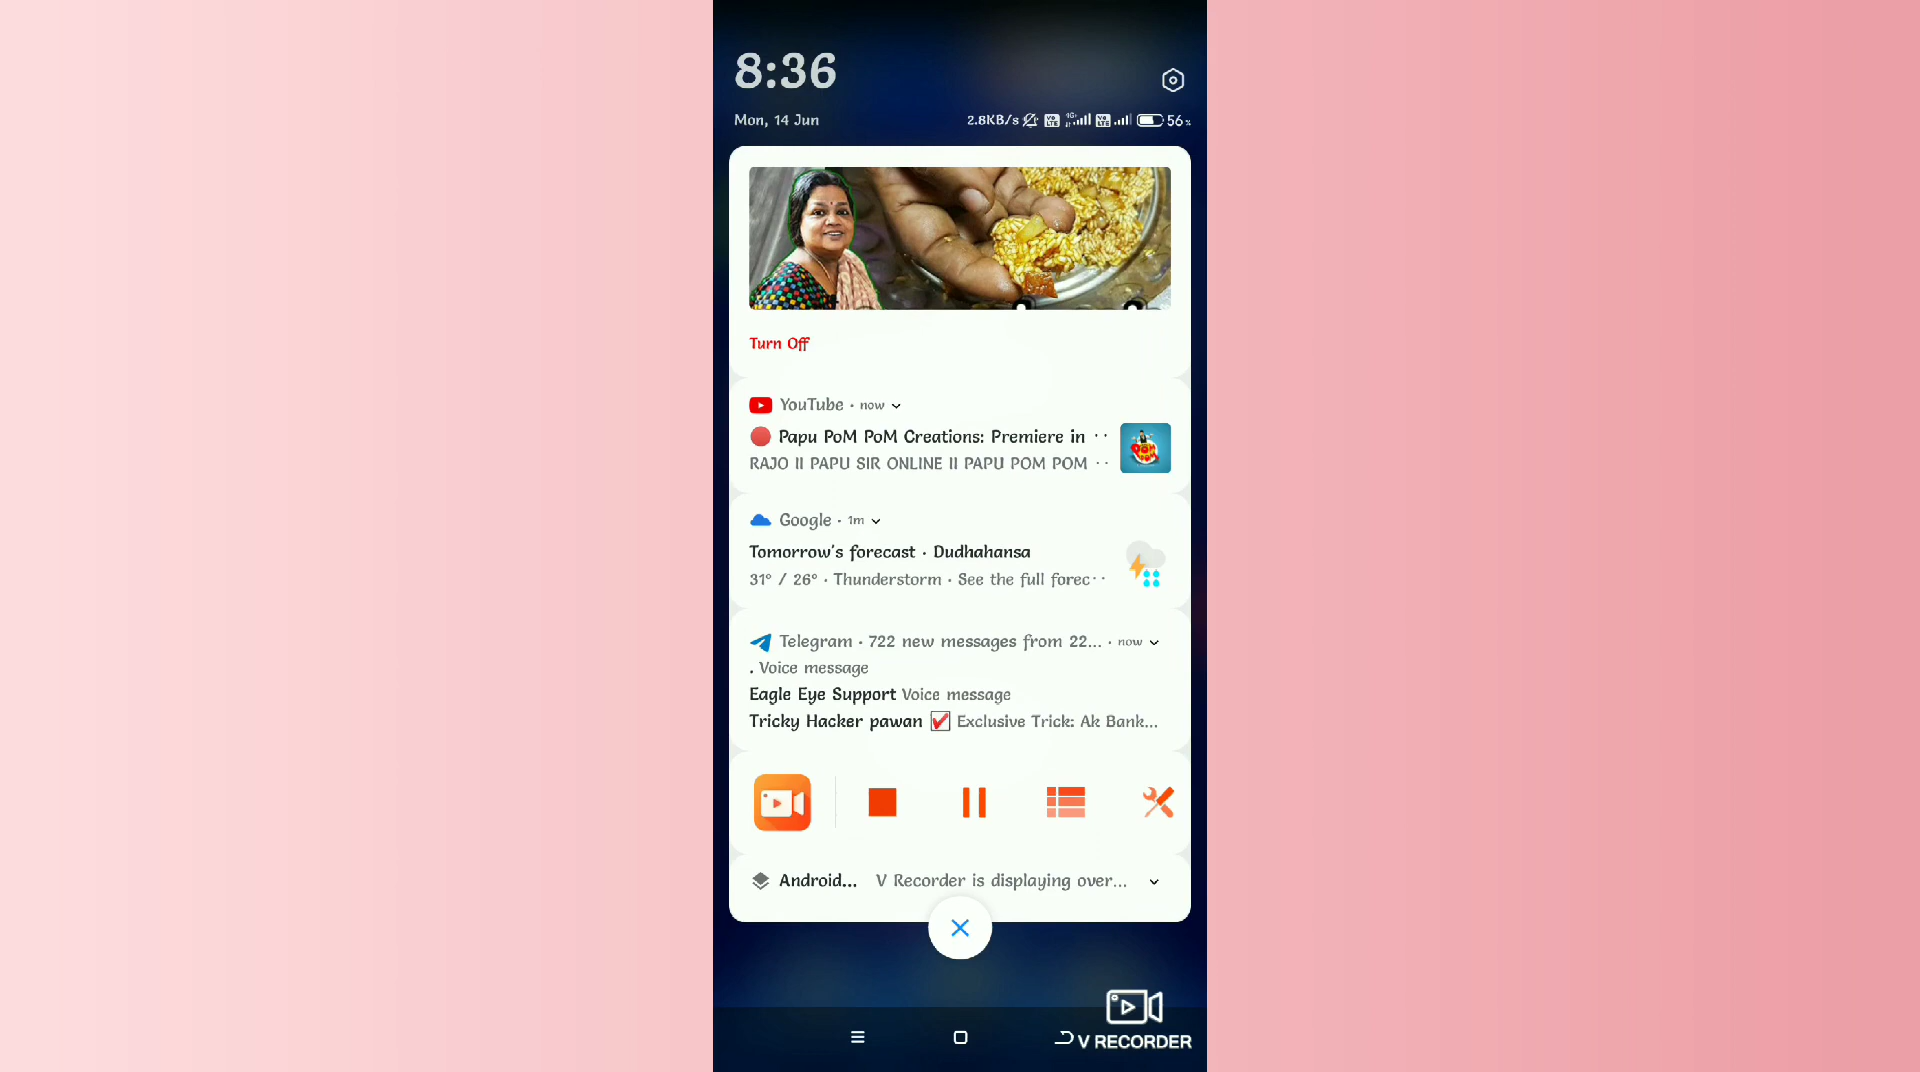 8:36
Mon, 14 Jun
2.8KB/s 56%
Turn Off
YouTube · now
Papu PoM PoM Creations: Premiere in ··
RAJO II PAPU SIR ONLINE II PAPU POM POM ··
Google · 1m
Tomorrow's forecast · Dudhahansa
31° / 26° · Thunderstorm · See the full forec··
Telegram · 722 new messages from 22... · now
. Voice message
Eagle Eye Support Voice message
Tricky Hacker pawan ✅ Exclusive Trick: Ak Bank...
Android... V Recorder is displaying over...
V RECORDER